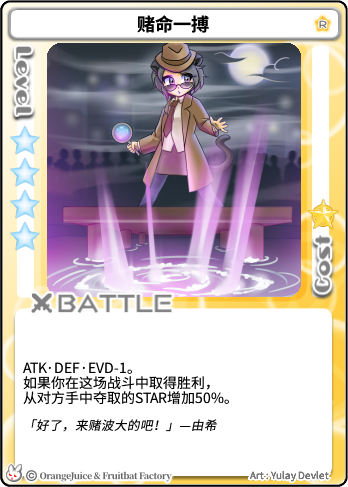 赌命一搏
R
Level
Cost
BATTLE
ATK·DEF·EVD-1。
如果你在这场战斗中取得胜利，
从对方手中夺取的STAR增加50%。
「好了，来赌波大的吧！」—由希
© OrangeJuice & Fruitbat Factory
Art : Yulay Devlet